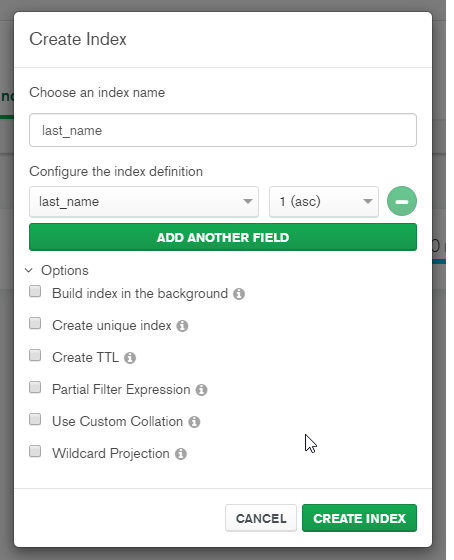 Create Index
Choose an index name
last_name
Configure the index definition
last_name 1 (asc)
ADD ANOTHER FIELD
Options
Build index in the background
Create unique index
Create TTL
Partial Filter Expression
Use Custom Collation
Wildcard Projection
CANCEL CREATE INDEX